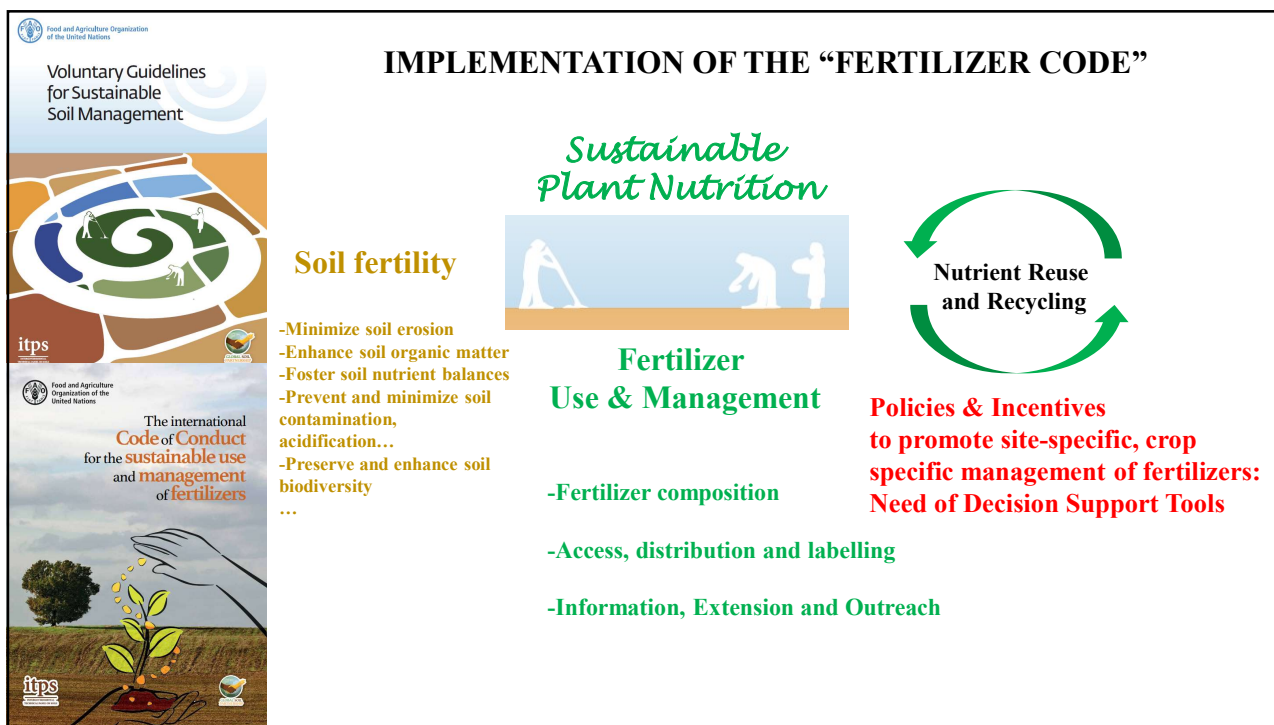 Food and Agriculture Organization
of the United Nations
Voluntary Guidelines
for Sustainable
Soil Management
itps
GLOBAL SOIL
PARTNERSHIP
Food and Agriculture
Organization of the
United Nations
The international
Code of Conduct
for the sustainable use
and management
of fertilizers
itps
IMPLEMENTATION OF THE “FERTILIZER CODE”
Sustainable
Plant Nutrition
Soil fertility
-Minimize soil erosion
-Enhance soil organic matter
-Foster soil nutrient balances
-Prevent and minimize soil
contamination,
acidification…
-Preserve and enhance soil
biodiversity
…
Fertilizer
Use & Management
-Fertilizer composition
-Access, distribution and labelling
-Information, Extension and Outreach
Nutrient Reuse
and Recycling
Policies & Incentives
to promote site-specific, crop
specific management of fertilizers:
Need of Decision Support Tools